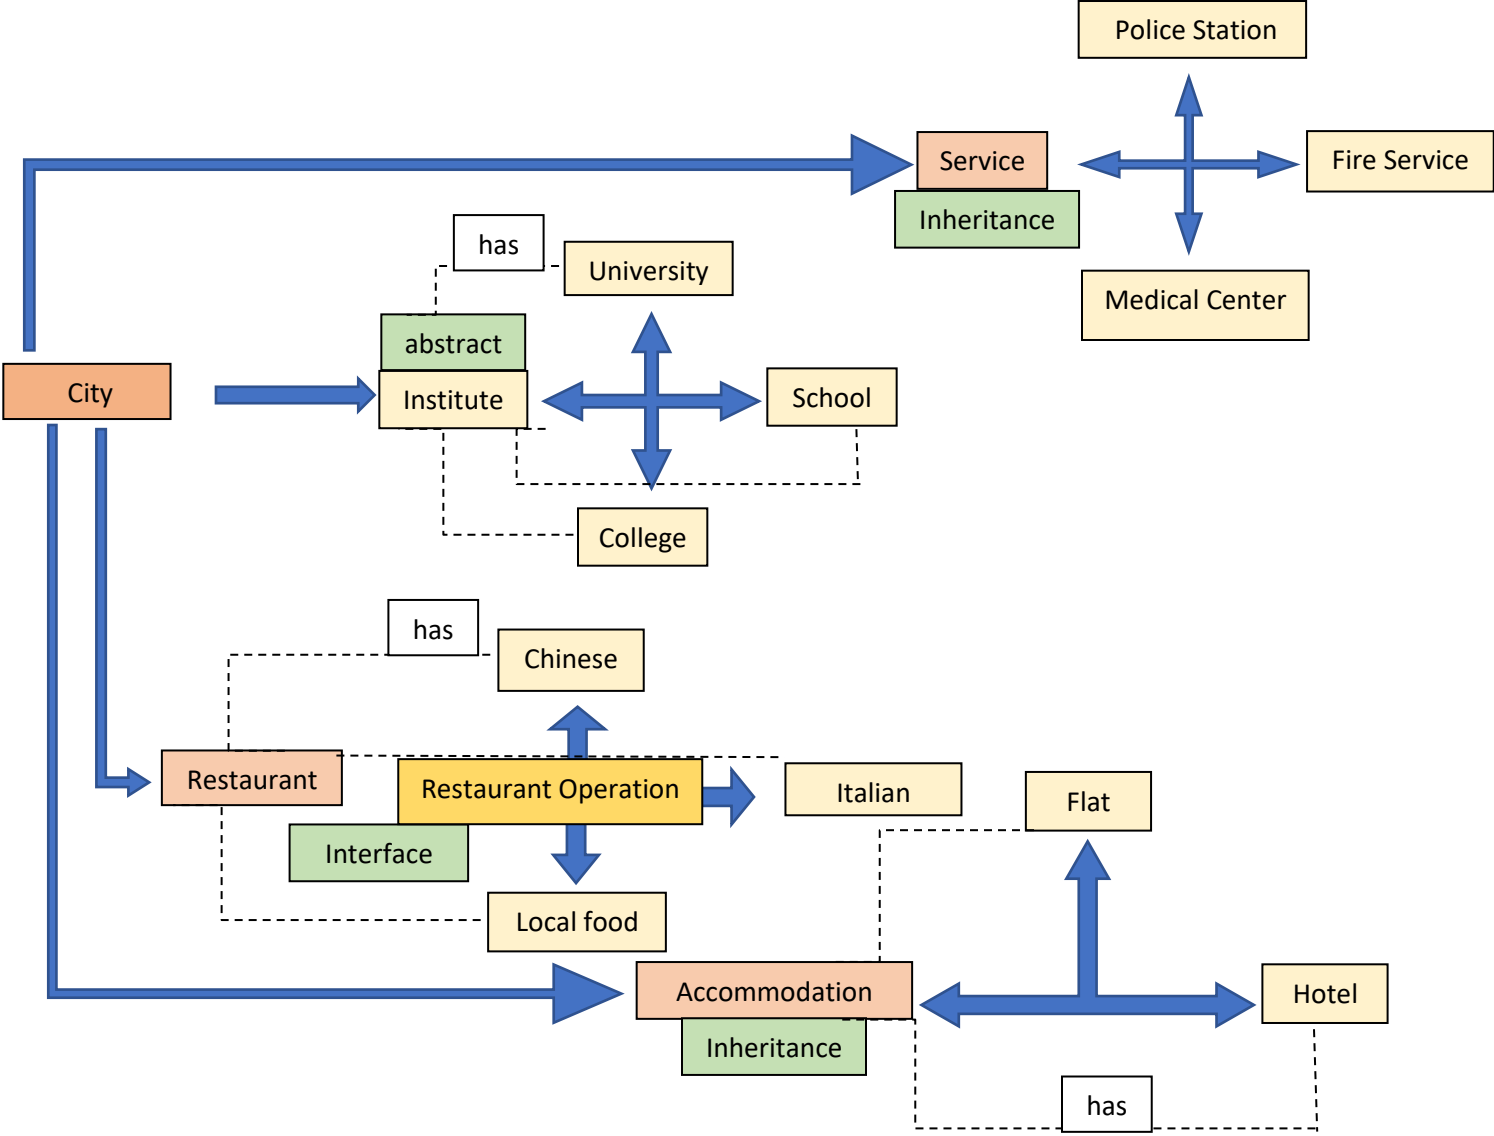 Police Station
Service
Fire Service
Inheritance
has
University
Medical Center
abstract
City
Institute
School
College
has
Chinese
Restaurant
Restaurant Operation
Italian
Flat
Interface
Local food
Accommodation
Hotel
Inheritance
has